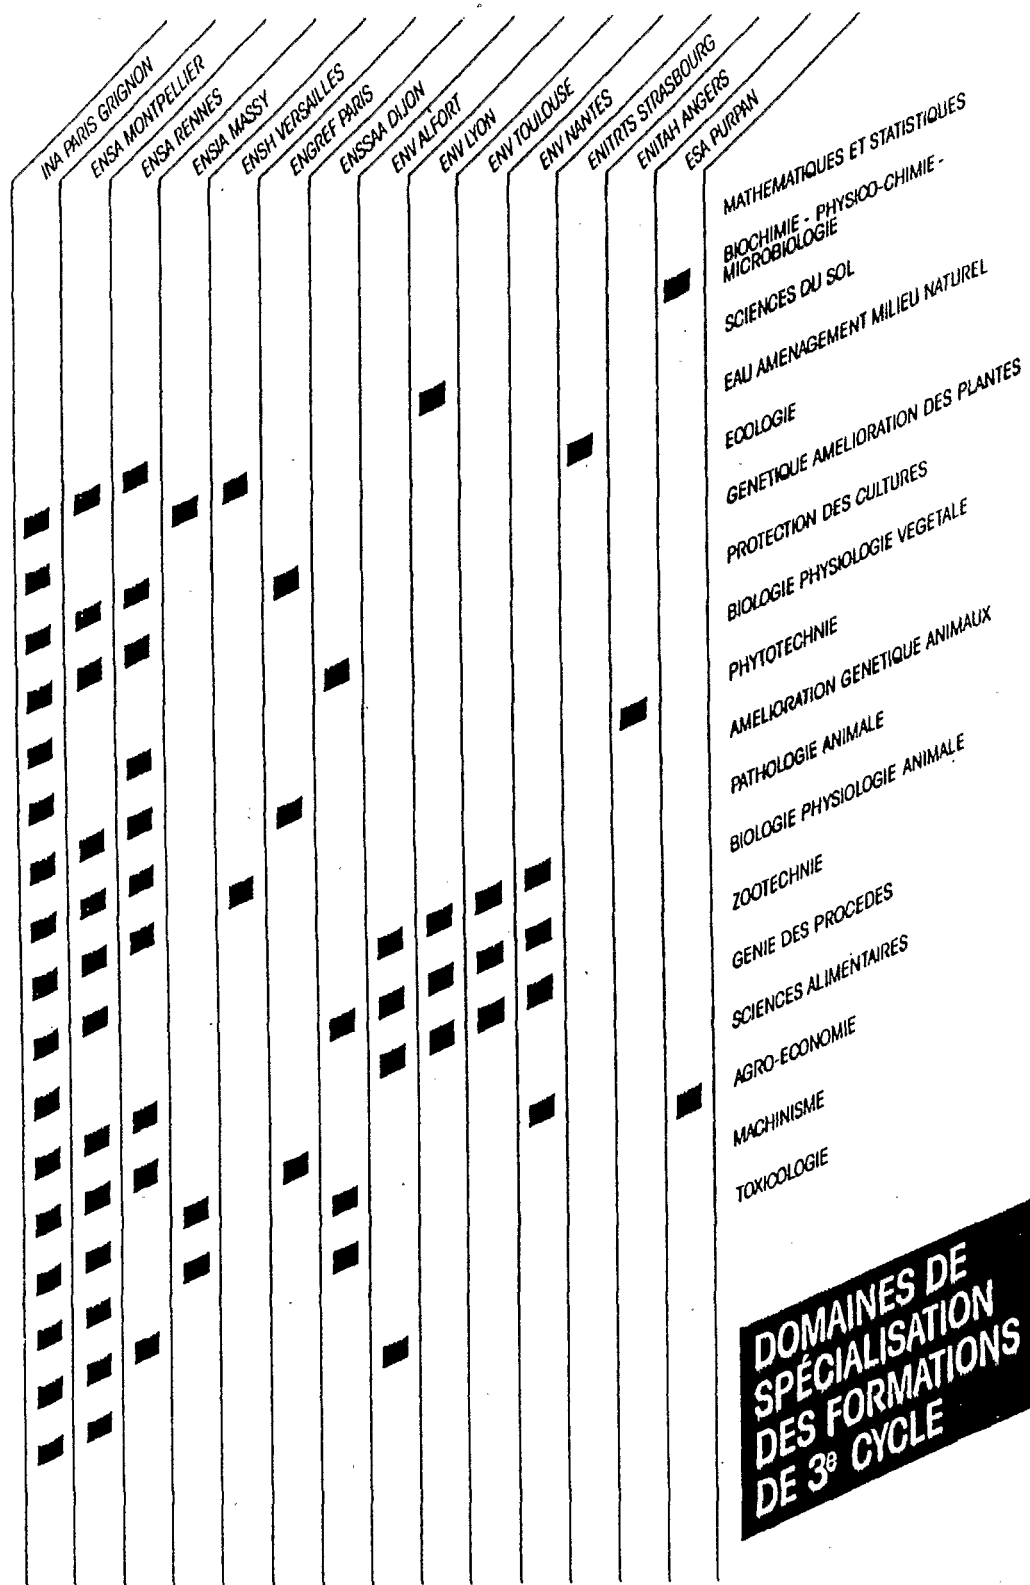 INA PARIS GRIGNON
ENSA MONTPELLIER
ENSA RENNES
ENSIA MASSY
ENSH VERSAILLES
ENGREF PARIS
ENSSAA DIJON
ENV ALFORT
ENV LYON
ENV TOULOUSE
ENV NANTES
ENITRTS STRASBOURG
ENITAH ANGERS
ESA PURPAN
MATHEMATIQUES ET STATISTIQUES
BIOCHIMIE - PHYSICO-CHIMIE -
MICROBIOLOGIE
SCIENCES DU SOL
EAU AMENAGEMENT MILIEU NATUREL
ECOLOGIE
GENETIQUE AMELIORATION DES PLANTES
PROTECTION DES CULTURES
BIOLOGIE PHYSIOLOGIE VEGETALE
PHYTOTECHNIE
AMELIORATION GENETIQUE ANIMAUX
PATHOLOGIE ANIMALE
BIOLOGIE PHYSIOLOGIE ANIMALE
ZOOTECHNIE
GENIE DES PROCEDES
SCIENCES ALIMENTAIRES
AGRO-ECONOMIE
MACHINISME
TOXICOLOGIE
DOMAINES DE
SPÉCIALISATION
DES FORMATIONS
DE 3e CYCLE